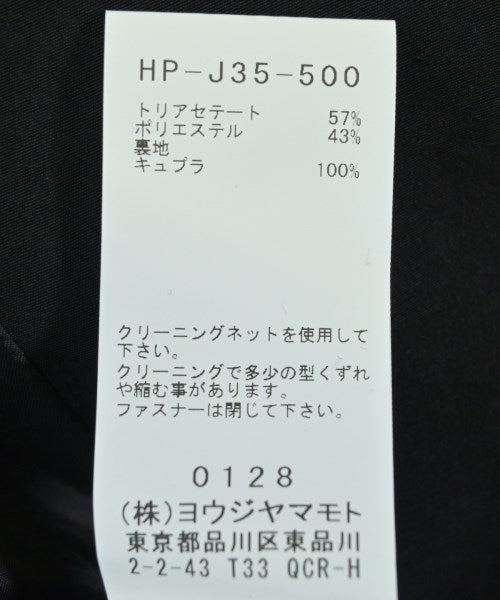 HP-J35-500
トリアセテート 57%
ポリエステル 43%
裏地
キュプラ 100%
クリーニングネットを使用して
下さい。
クリーニングで多少の型くずれ
や縮む事があります。
ファスナーは閉じて下さい。
0128
(株)ヨウジヤマモト
東京都品川区東品川
2-2-43 T33 QCR-H